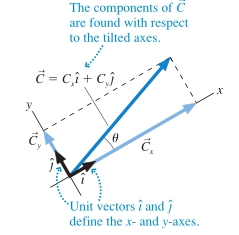 The components of C⃗
are found with respect
to the tilted axes.
C⃗ = Cₓî + Cᵧĵ
y
x
C⃗ᵧ
θ
C⃗ₓ
ĵ
î
Unit vectors î and ĵ
define the x- and y-axes.